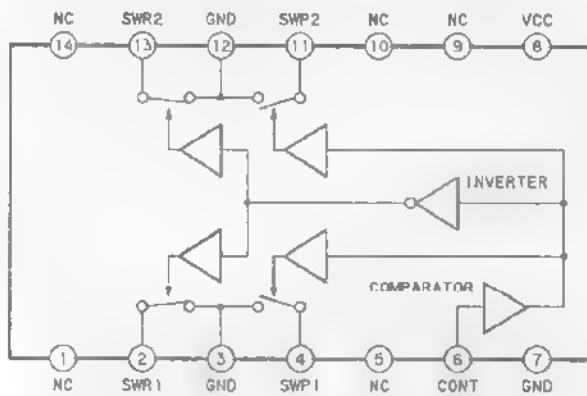 NC SWR2 GND SWP2 NC NC VCC
14 13 12 11 10 9 8
INVERTER
COMPARATOR
1 2 3 4 5 6 7
NC SWR1 GND SWP1 NC CONT GND